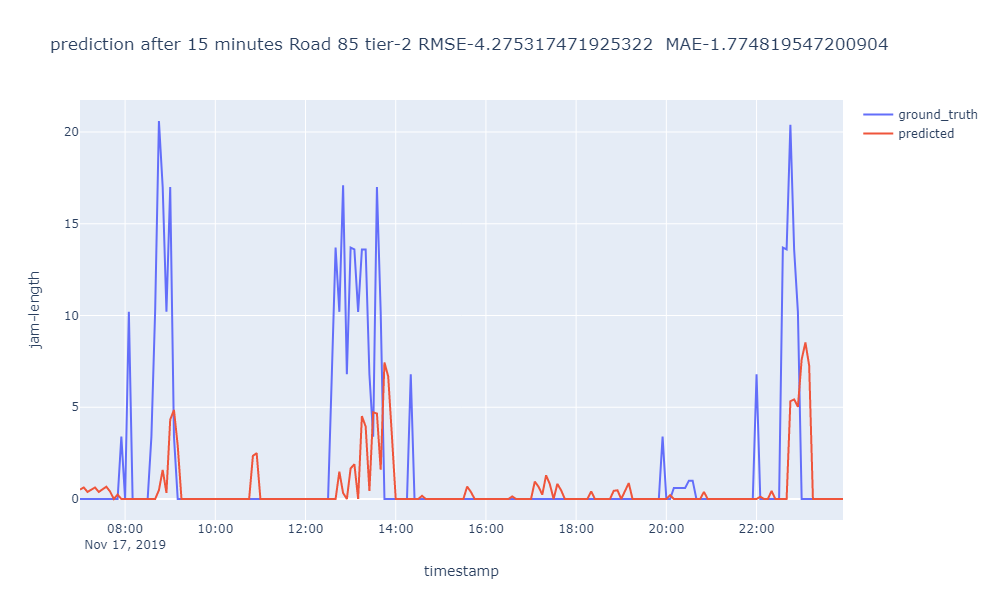 prediction after 15 minutes Road 85 tier-2 RMSE-4.275317471925322  MAE-1.774819547200904
ground_truth
predicted
20
15
10
5
0
jam-length
08:00 10:00 12:00 14:00 16:00 18:00 20:00 22:00
Nov 17, 2019
timestamp